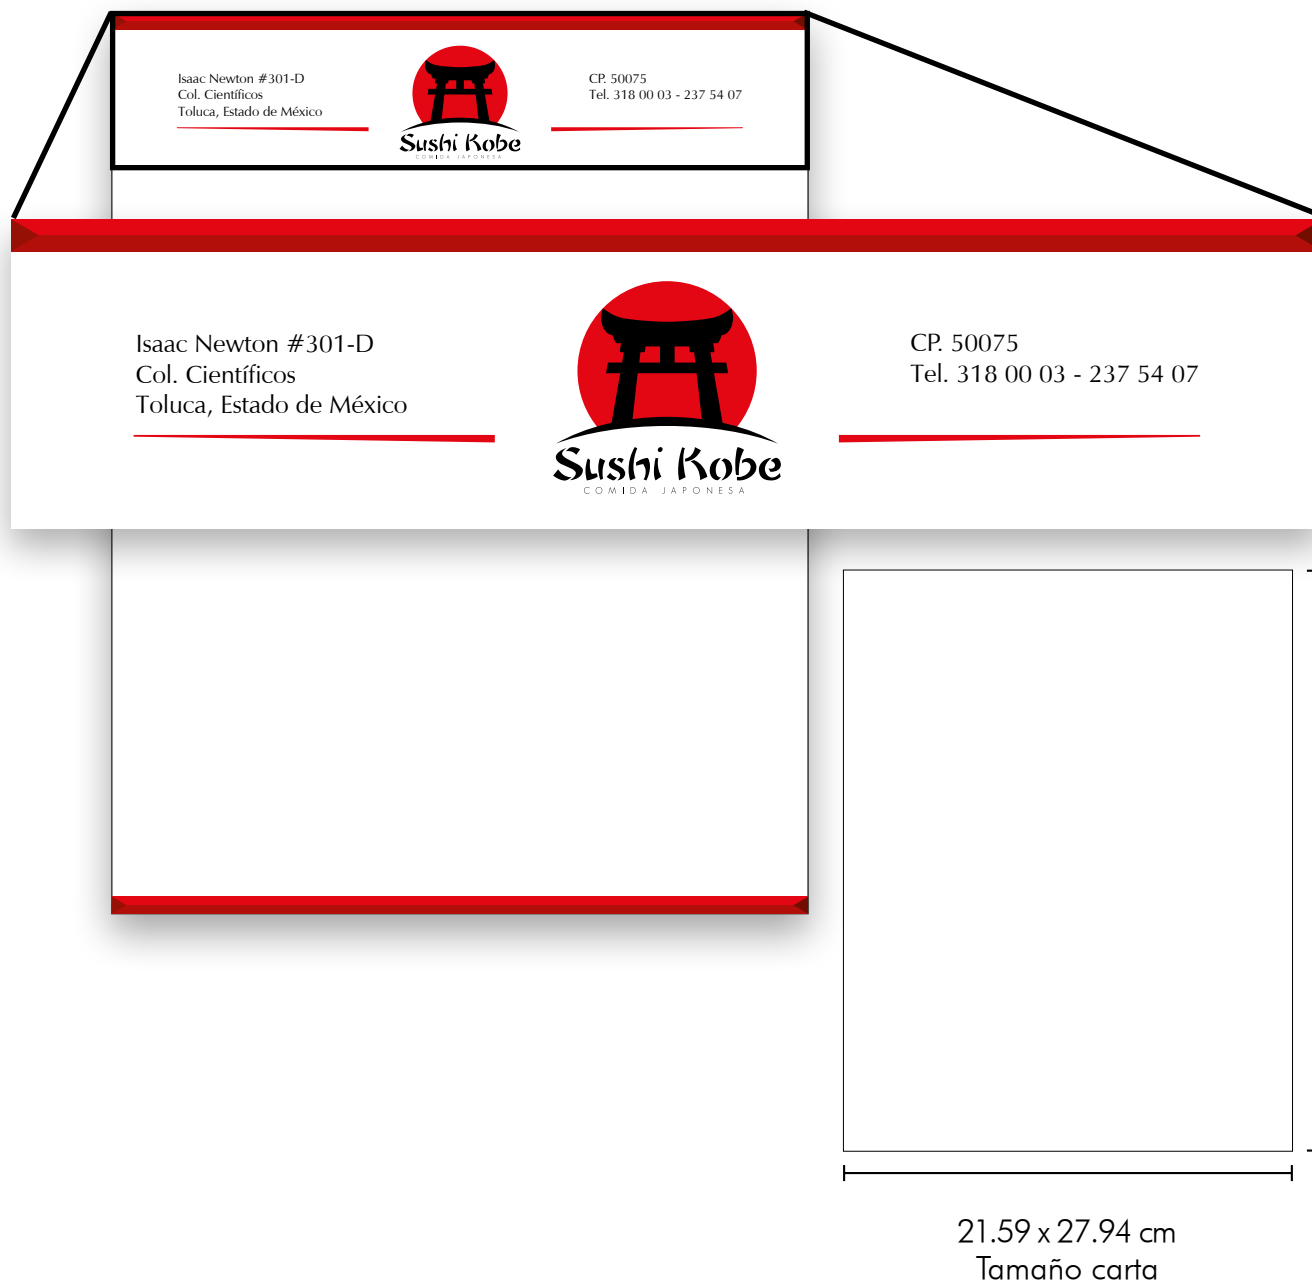 Isaac Newton #301-D
Col. Científicos
Toluca, Estado de México
Sushi Kobe
COMIDA JAPONESA
CP. 50075
Tel. 318 00 03 - 237 54 07
Isaac Newton #301-D
Col. Científicos
Toluca, Estado de México
Sushi Kobe
COMIDA JAPONESA
CP. 50075
Tel. 318 00 03 - 237 54 07
21.59 x 27.94 cm
Tamaño carta